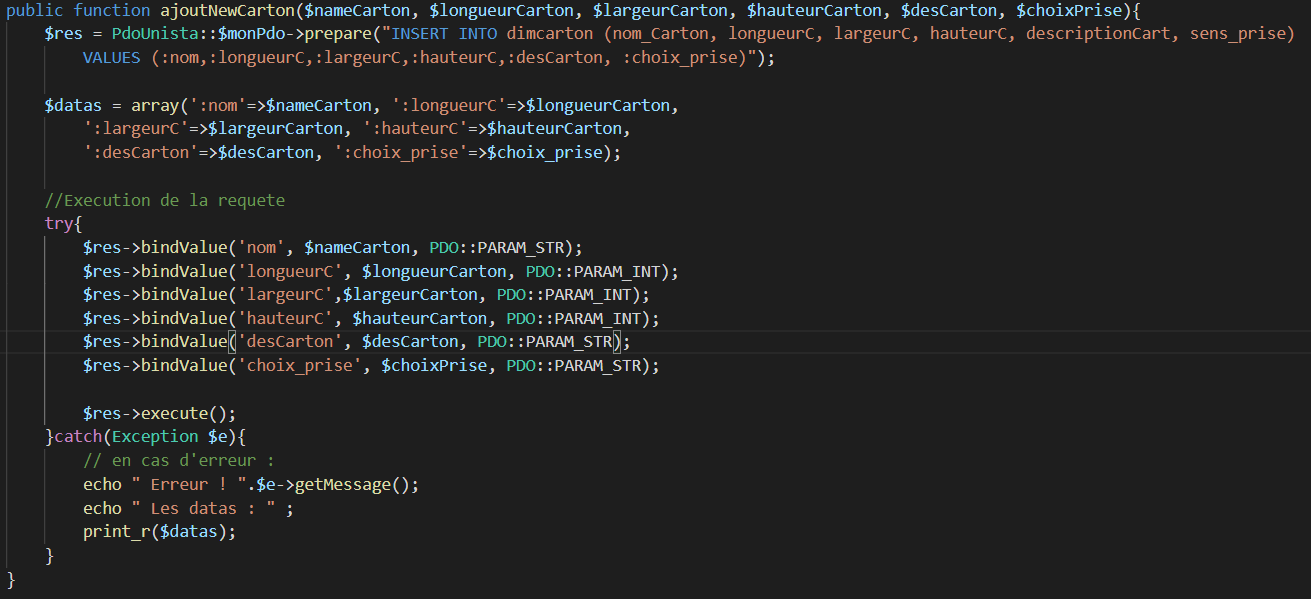 public function ajoutNewCarton($nameCarton, $longueurCarton, $largeurCarton, $hauteurCarton, $desCarton, $choixPrise){
$res = PdoUnista::$monPdo->prepare("INSERT INTO dimcarton (nom_Carton, longueurC, largeurC, hauteurC, descriptionCart, sens_prise)
VALUES (:nom,:longueurC,:largeurC,:hauteurC,:desCarton, :choix_prise)");
$datas = array(':nom'=>$nameCarton, ':longueurC'=>$longueurCarton,
':largeurC'=>$largeurCarton, ':hauteurC'=>$hauteurCarton,
':desCarton'=>$desCarton, ':choix_prise'=>$choix_prise);
//Execution de la requete
try{
$res->bindValue('nom', $nameCarton, PDO::PARAM_STR);
$res->bindValue('longueurC', $longueurCarton, PDO::PARAM_INT);
$res->bindValue('largeurC',$largeurCarton, PDO::PARAM_INT);
$res->bindValue('hauteurC', $hauteurCarton, PDO::PARAM_INT);
$res->bindValue('desCarton', $desCarton, PDO::PARAM_STR);
$res->bindValue('choix_prise', $choixPrise, PDO::PARAM_STR);
$res->execute();
}catch(Exception $e){
// en cas d'erreur :
echo " Erreur ! ".$e->getMessage();
echo " Les datas : " ;
print_r($datas);
}
}